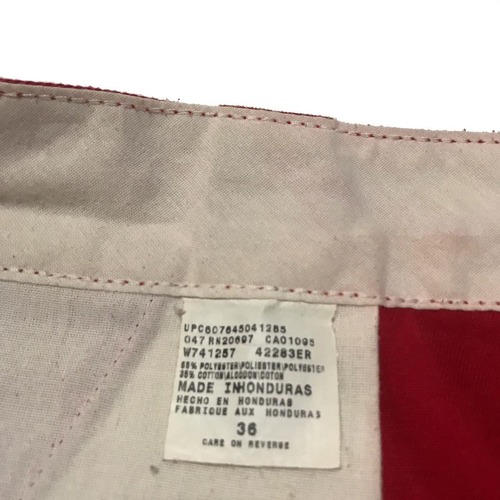 UPC607645041285
047 RN20697 CA01095
W741257 42283ER
65% POLYESTER/POLIESTER/POLYESTER
35% COTTON/ALGODON/COTON
MADE IN HONDURAS
HECHO EN HONDURAS
FABRIQUE AUX HONDURAS
36
CARE ON REVERSE